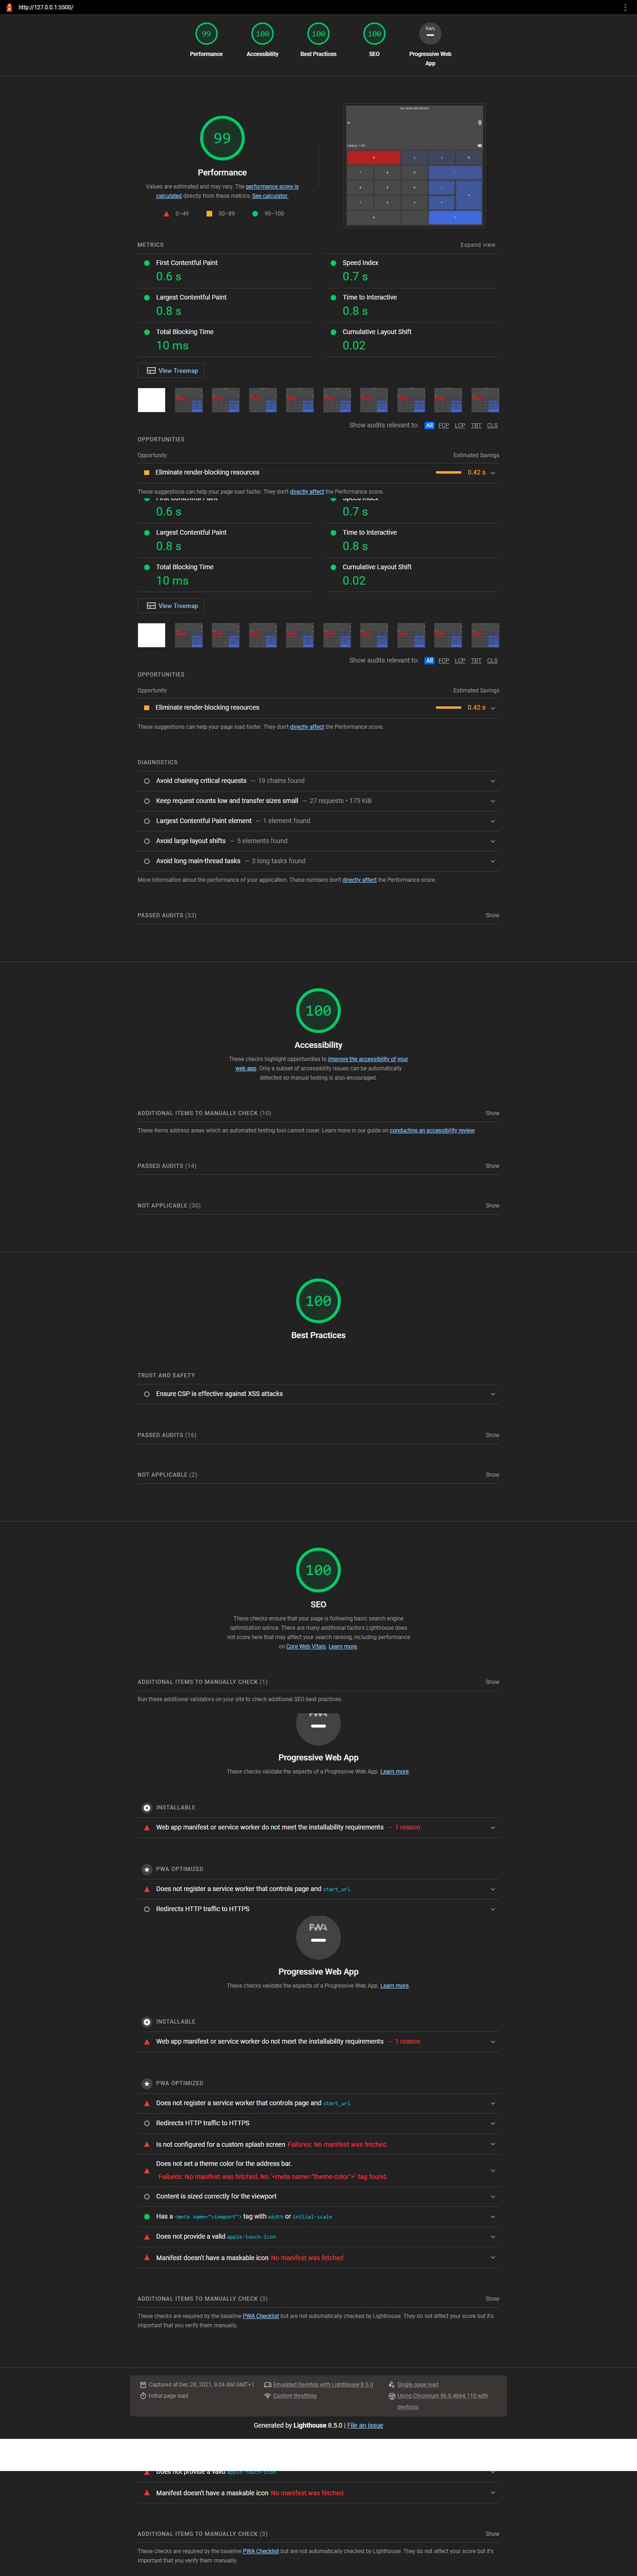 http://127.0.0.1:5500/
99
100
100
100
PWA
Performance
Accessibility
Best Practices
SEO
Progressive Web
App
99
Performance
Values are estimated and may vary. The performance score is
calculated directly from these metrics. See calculator.
0–49
50–89
90–100
METRICS
Expand view
First Contentful Paint
0.6 s
Speed Index
0.7 s
Largest Contentful Paint
0.8 s
Time to Interactive
0.8 s
Total Blocking Time
10 ms
Cumulative Layout Shift
0.02
View Treemap
Show audits relevant to: All FCP LCP TBT CLS
OPPORTUNITIES
Opportunity
Estimated Savings
Eliminate render-blocking resources
0.42 s
These suggestions can help your page load faster. They don't directly affect the Performance score.
First Contentful Paint
Speed Index
0.6 s
0.7 s
Largest Contentful Paint
0.8 s
Time to Interactive
0.8 s
Total Blocking Time
10 ms
Cumulative Layout Shift
0.02
View Treemap
Show audits relevant to: All FCP LCP TBT CLS
OPPORTUNITIES
Opportunity
Estimated Savings
Eliminate render-blocking resources
0.42 s
These suggestions can help your page load faster. They don't directly affect the Performance score.
DIAGNOSTICS
Avoid chaining critical requests — 19 chains found
Keep request counts low and transfer sizes small — 27 requests • 175 KiB
Largest Contentful Paint element — 1 element found
Avoid large layout shifts — 5 elements found
Avoid long main-thread tasks — 3 long tasks found
More information about the performance of your application. These numbers don't directly affect the Performance score.
PASSED AUDITS (33)
Show
100
Accessibility
These checks highlight opportunities to improve the accessibility of your
web app. Only a subset of accessibility issues can be automatically
detected so manual testing is also encouraged.
ADDITIONAL ITEMS TO MANUALLY CHECK (10)
Show
These items address areas which an automated testing tool cannot cover. Learn more in our guide on conducting an accessibility review.
PASSED AUDITS (14)
Show
NOT APPLICABLE (30)
Show
100
Best Practices
TRUST AND SAFETY
Ensure CSP is effective against XSS attacks
PASSED AUDITS (16)
Show
NOT APPLICABLE (2)
Show
100
SEO
These checks ensure that your page is following basic search engine
optimization advice. There are many additional factors Lighthouse does
not score here that may affect your search ranking, including performance
on Core Web Vitals. Learn more.
ADDITIONAL ITEMS TO MANUALLY CHECK (1)
Show
Run these additional validators on your site to check additional SEO best practices.
PWA
Progressive Web App
These checks validate the aspects of a Progressive Web App. Learn more.
INSTALLABLE
Web app manifest or service worker do not meet the installability requirements — 1 reason
PWA OPTIMIZED
Does not register a service worker that controls page and start_url
Redirects HTTP traffic to HTTPS
PWA
Progressive Web App
These checks validate the aspects of a Progressive Web App. Learn more.
INSTALLABLE
Web app manifest or service worker do not meet the installability requirements — 1 reason
PWA OPTIMIZED
Does not register a service worker that controls page and start_url
Redirects HTTP traffic to HTTPS
Is not configured for a custom splash screen Failures: No manifest was fetched.
Does not set a theme color for the address bar.
Failures: No manifest was fetched, No `<meta name="theme-color">` tag found.
Content is sized correctly for the viewport
Has a <meta name="viewport"> tag with width or initial-scale
Does not provide a valid apple-touch-icon
Manifest doesn't have a maskable icon No manifest was fetched
ADDITIONAL ITEMS TO MANUALLY CHECK (3)
Show
These checks are required by the baseline PWA Checklist but are not automatically checked by Lighthouse. They do not affect your score but it's
important that you verify them manually.
Captured at Dec 28, 2021, 9:04 AM GMT+1
Emulated Desktop with Lighthouse 8.5.0
Single page load
Initial page load
Custom throttling
Using Chromium 96.0.4664.110 with
devtools
Generated by Lighthouse 8.5.0 | File an issue
Does not provide a valid apple-touch-icon
Manifest doesn't have a maskable icon No manifest was fetched
ADDITIONAL ITEMS TO MANUALLY CHECK (3)
Show
These checks are required by the baseline PWA Checklist but are not automatically checked by Lighthouse. They do not affect your score but it's
important that you verify them manually.